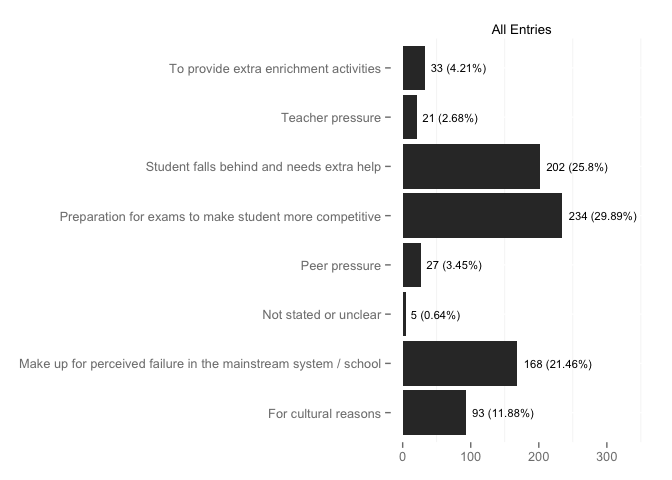 All Entries
To provide extra enrichment activities 33 (4.21%)
Teacher pressure 21 (2.68%)
Student falls behind and needs extra help 202 (25.8%)
Preparation for exams to make student more competitive 234 (29.89%)
Peer pressure 27 (3.45%)
Not stated or unclear 5 (0.64%)
Make up for perceived failure in the mainstream system / school 168 (21.46%)
For cultural reasons 93 (11.88%)
0 100 200 300